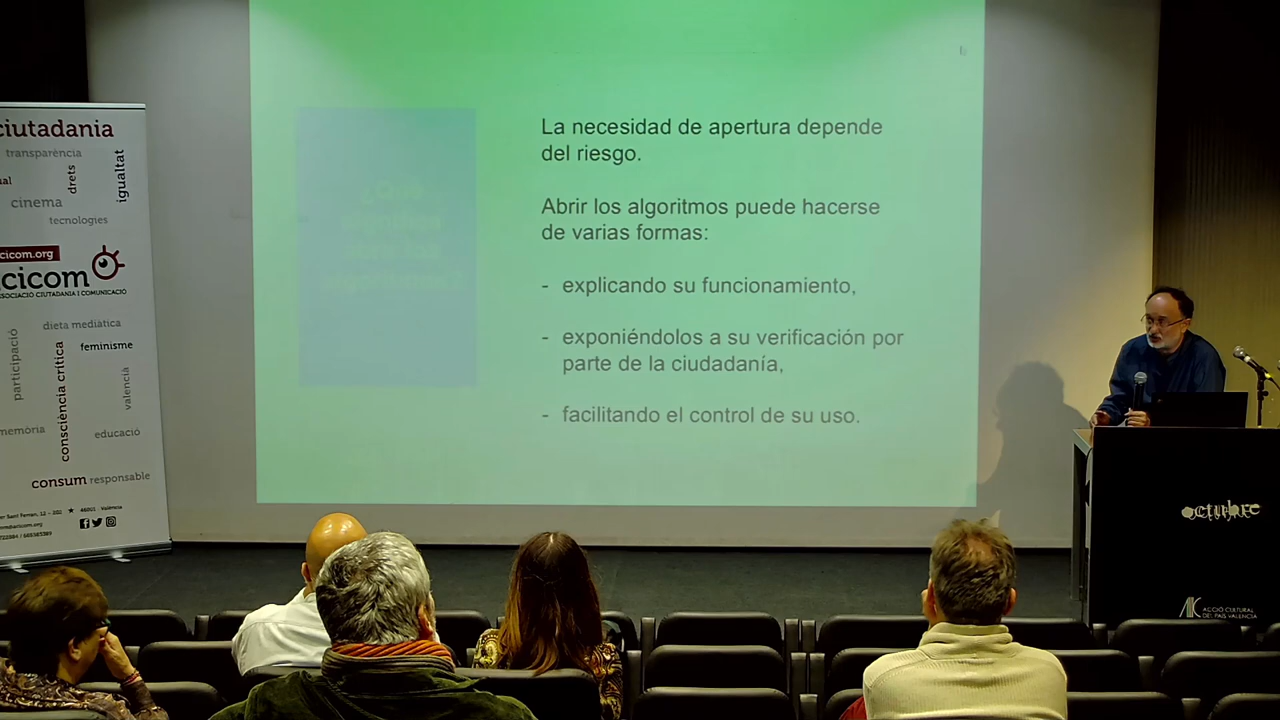 ciutadania
transparència
drets
igualtat
cinema
tecnologies
cicom.org
cicom
ASSOCIACIÓ CIUTADANIA I COMUNICACIÓ
dieta mediàtica
participació
consciència crítica
feminisme
valencià
memòria
educació
consum responsable
La necesidad de apertura depende
del riesgo.
Abrir los algoritmos puede hacerse
de varias formas:
- explicando su funcionamiento,
- exponiéndolos a su verificación por
parte de la ciudadanía,
- facilitando el control de su uso.
octubre
ACCIÓ CULTURAL
DEL PAÍS VALENCIÀ